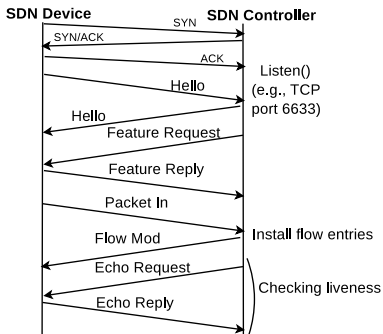 SDN Device
SDN Controller
SYN
SYN/ACK
ACK
Listen()
(e.g., TCP
port 6633)
Hello
Hello
Feature Request
Feature Reply
Packet In
Flow Mod
Install flow entries
Echo Request
Checking liveness
Echo Reply